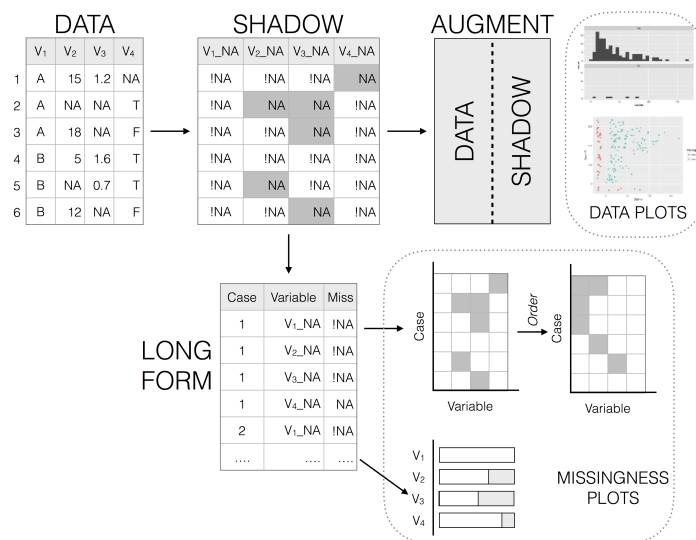 DATA
V1 V2 V3 V4
1 A 15 1.2 NA
2 A NA NA T
3 A 18 NA F
4 B 5 1.6 T
5 B NA 0.7 T
6 B 12 NA F
SHADOW
V1_NA V2_NA V3_NA V4_NA
!NA !NA !NA NA
!NA NA NA !NA
!NA !NA NA !NA
!NA !NA !NA !NA
!NA NA !NA !NA
!NA !NA NA !NA
AUGMENT
DATA
SHADOW
DATA PLOTS
LONG
FORM
Case Variable Miss
1 V1_NA !NA
1 V2_NA !NA
1 V3_NA !NA
1 V4_NA NA
2 V1_NA !NA
.... .... ....
Case
Variable
Order
Case
Variable
V1
V2
V3
V4
MISSINGNESS
PLOTS